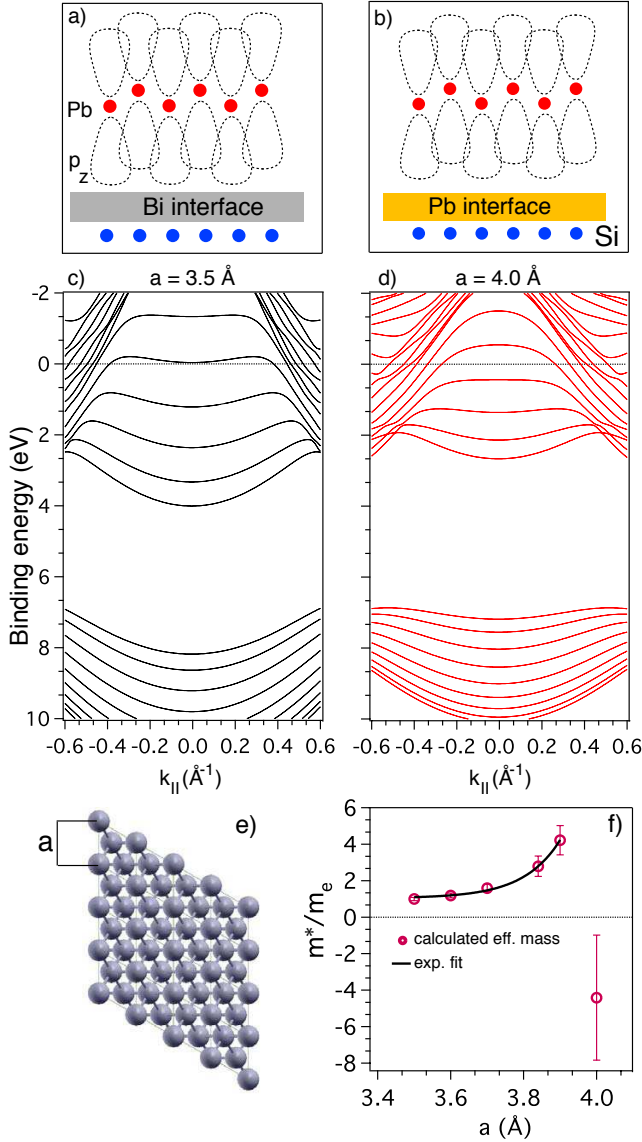 a)
b)
Pb
p
z
Bi interface
Pb interface
Si
c)
a = 3.5 Å
d)
a = 4.0 Å
-2
0
2
4
6
8
10
Binding energy (eV)
-0.6 -0.4 -0.2 0.0 0.2 0.4 0.6
-0.6 -0.4 -0.2 0.0 0.2 0.4 0.6
k||(Å-1)
k||(Å-1)
a
e)
f)
6
4
2
0
-2
-4
-6
-8
m*/me
calculated eff. mass
exp. fit
3.4 3.6 3.8 4.0
a (Å)